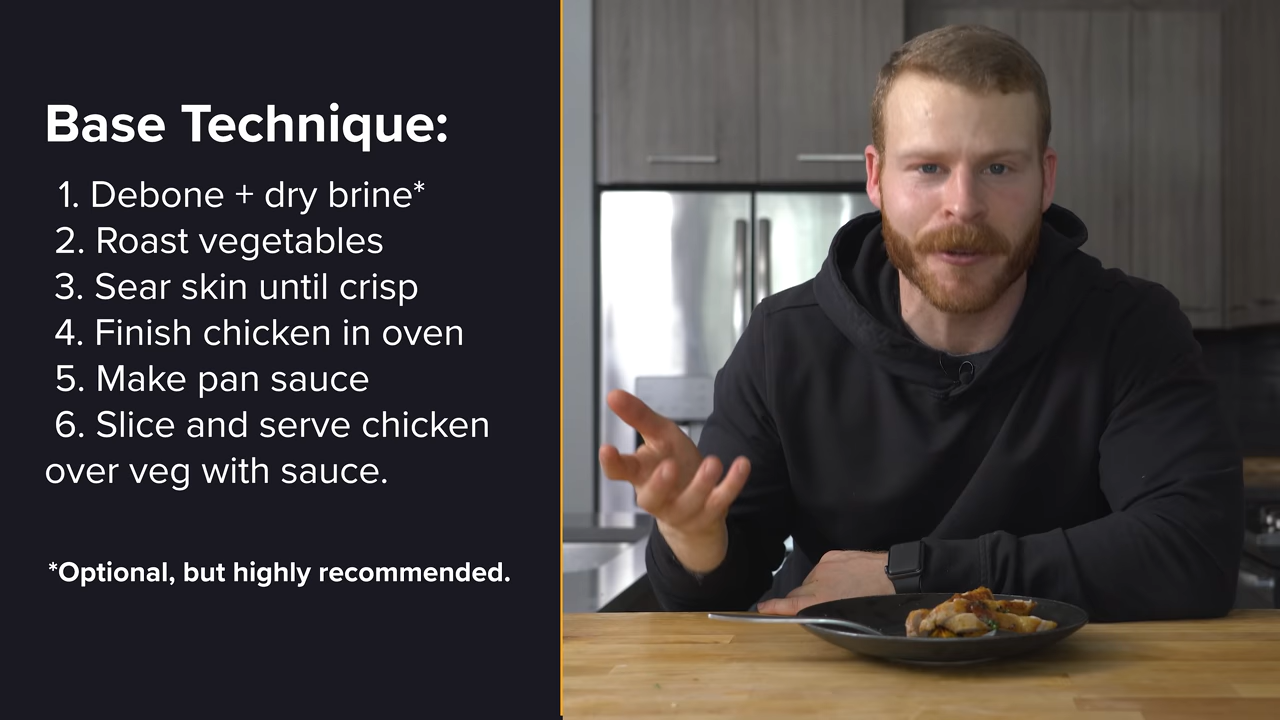 Base Technique:
1. Debone + dry brine*
2. Roast vegetables
3. Sear skin until crisp
4. Finish chicken in oven
5. Make pan sauce
6. Slice and serve chicken
over veg with sauce.
*Optional, but highly recommended.